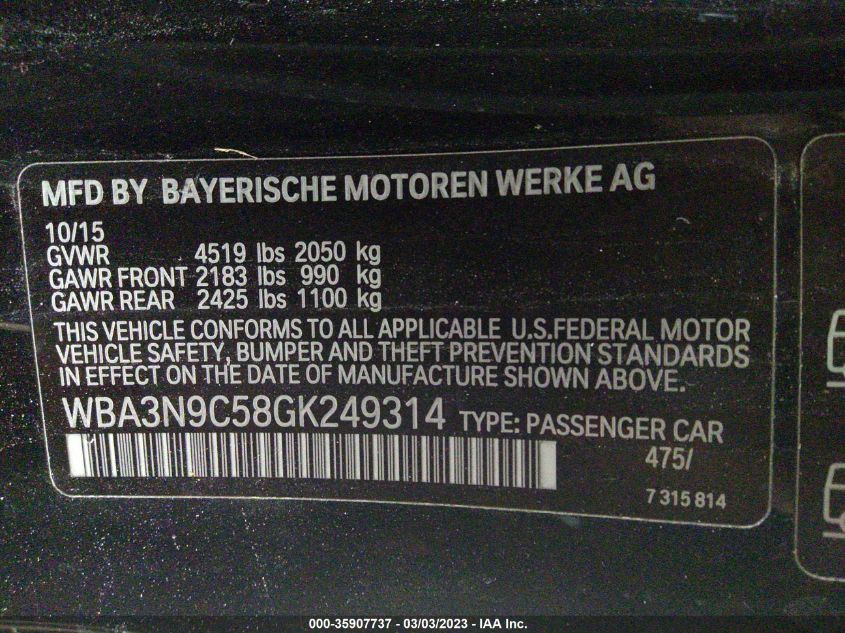 MFD BY BAYERISCHE MOTOREN WERKE AG
10/15
GVWR 4519 lbs 2050 kg
GAWR FRONT 2183 lbs 990 kg
GAWR REAR 2425 lbs 1100 kg
THIS VEHICLE CONFORMS TO ALL APPLICABLE U.S.FEDERAL MOTOR
VEHICLE SAFETY, BUMPER AND THEFT PREVENTION STANDARDS
IN EFFECT ON THE DATE OF MANUFACTURE SHOWN ABOVE.
WBA3N9C58GK249314 TYPE: PASSENGER CAR
475/
7 315 814
000-35907737 - 03/03/2023 - IAA Inc.